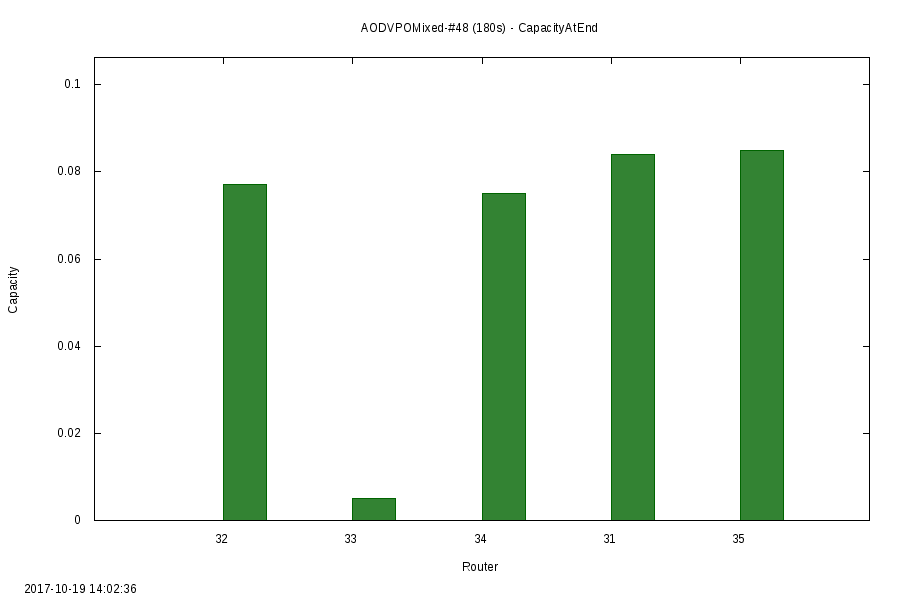 AODVPOMixed-#48 (180s) - CapacityAtEnd
0.1
0.08
0.06
0.04
0.02
0
Capacity
32 33 34 31 35
Router
2017-10-19 14:02:36